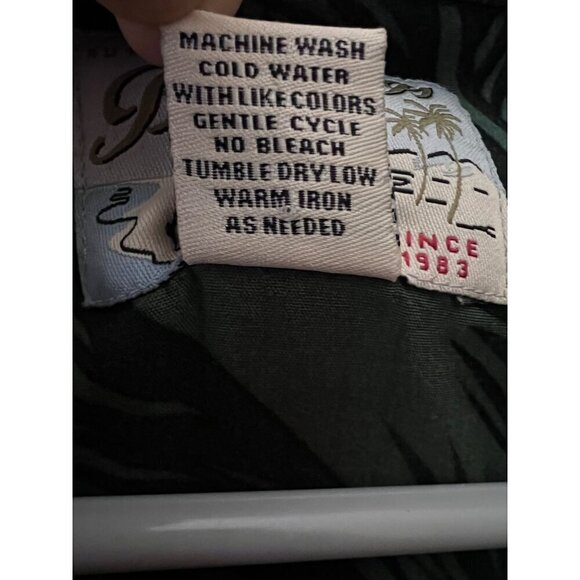 MACHINE WASH
COLD WATER
WITH LIKE COLORS
GENTLE CYCLE
NO BLEACH
TUMBLE DRY LOW
WARM IRON
AS NEEDED
SINCE
1983